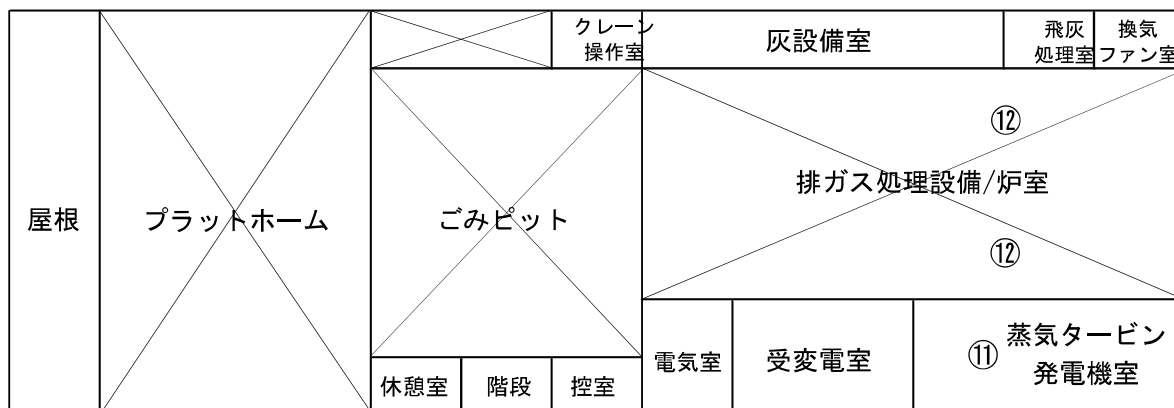 クレーン
操作室
灰設備室
飛灰
処理室
換気
ファン室
⑫
排ガス処理設備/炉室
屋根
プラットホーム
ごみピット
⑫
休憩室
階段
控室
電気室
受変電室
⑪
蒸気タービン
発電機室